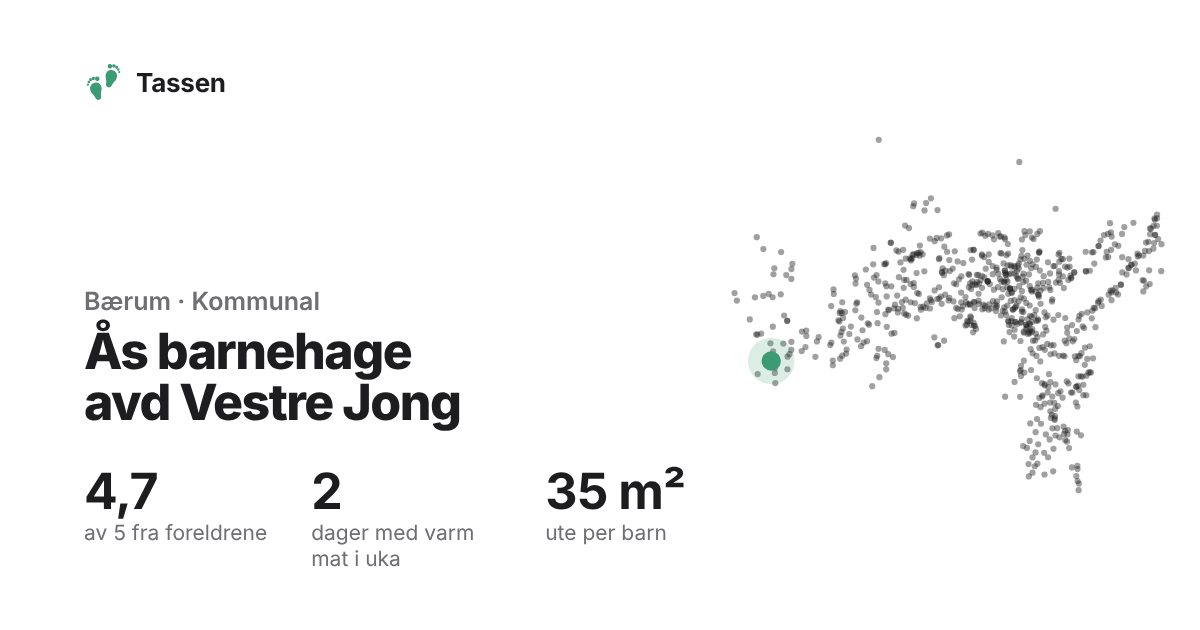 Tassen
Bærum · Kommunal
Ås barnehage
avd Vestre Jong
4,7
av 5 fra foreldrene
2
dager med varm
mat i uka
35 m²
ute per barn